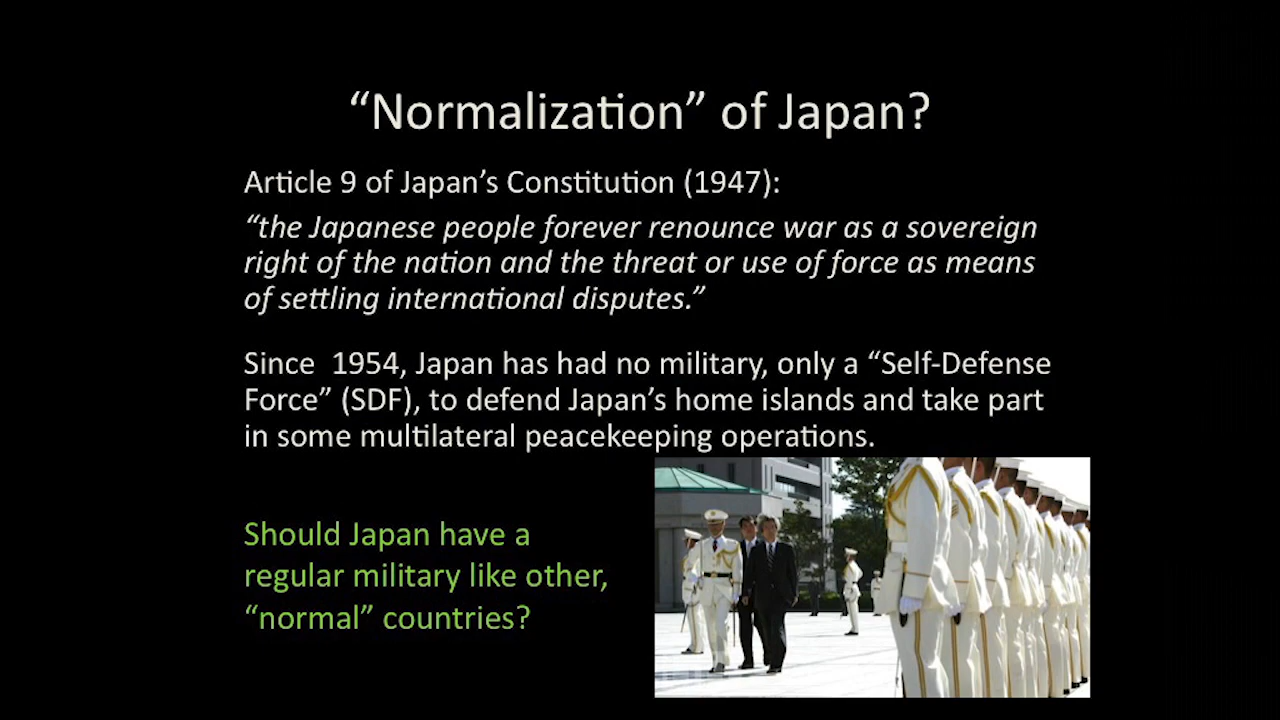 “Normalization” of Japan?
Article 9 of Japan’s Constitution (1947):
“the Japanese people forever renounce war as a sovereign
right of the nation and the threat or use of force as means
of settling international disputes.”
Since  1954, Japan has had no military, only a “Self-Defense
Force” (SDF), to defend Japan’s home islands and take part
in some multilateral peacekeeping operations.
Should Japan have a
regular military like other,
“normal” countries?